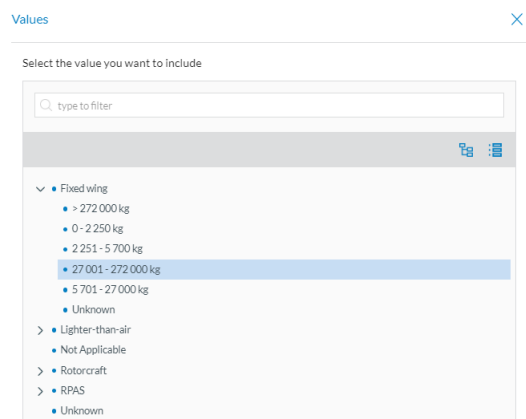 Values
Select the value you want to include
type to filter
Fixed wing
> 272 000 kg
0 - 2 250 kg
2 251 - 5 700 kg
27 001 - 272 000 kg
5 701 - 27 000 kg
Unknown
Lighter-than-air
Not Applicable
Rotorcraft
RPAS
Unknown